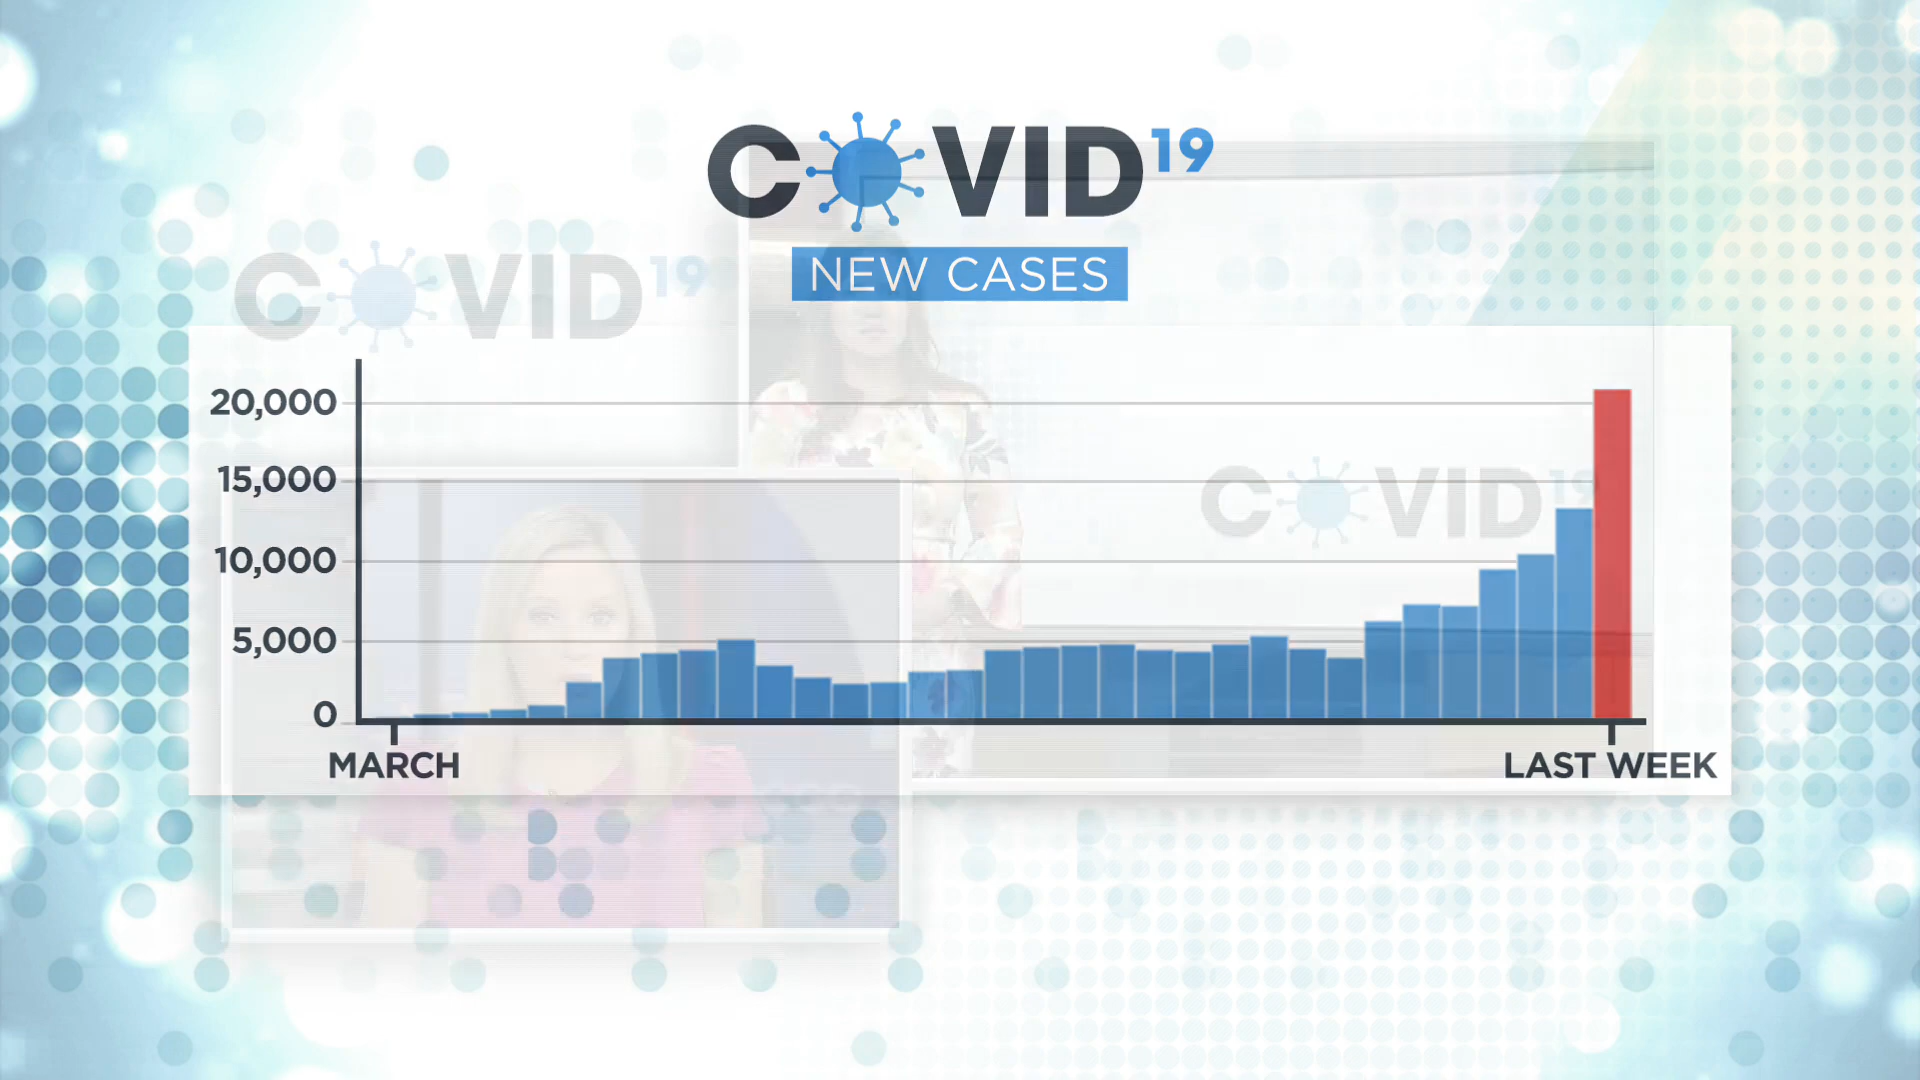 COVID19
NEW CASES
COVID19
20,000
15,000
COVID19
10,000
5,000
0
MARCH
LAST WEEK